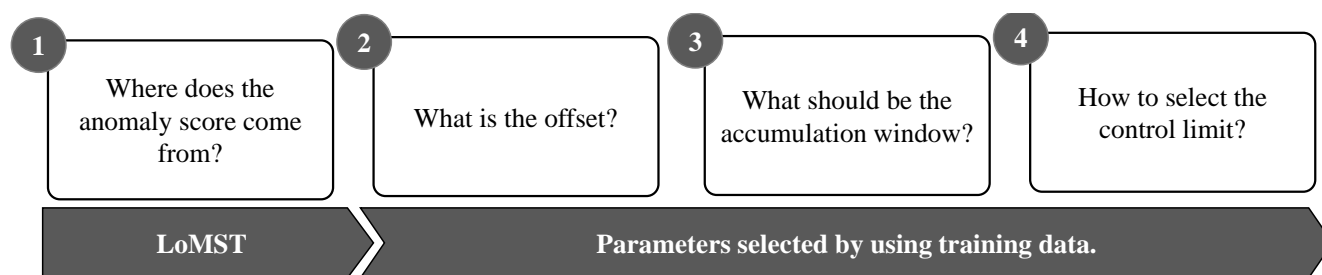 1
Where does the
anomaly score come
from?
2
What is the offset?
3
What should be the
accumulation window?
4
How to select the
control limit?
LoMST
Parameters selected by using training data.